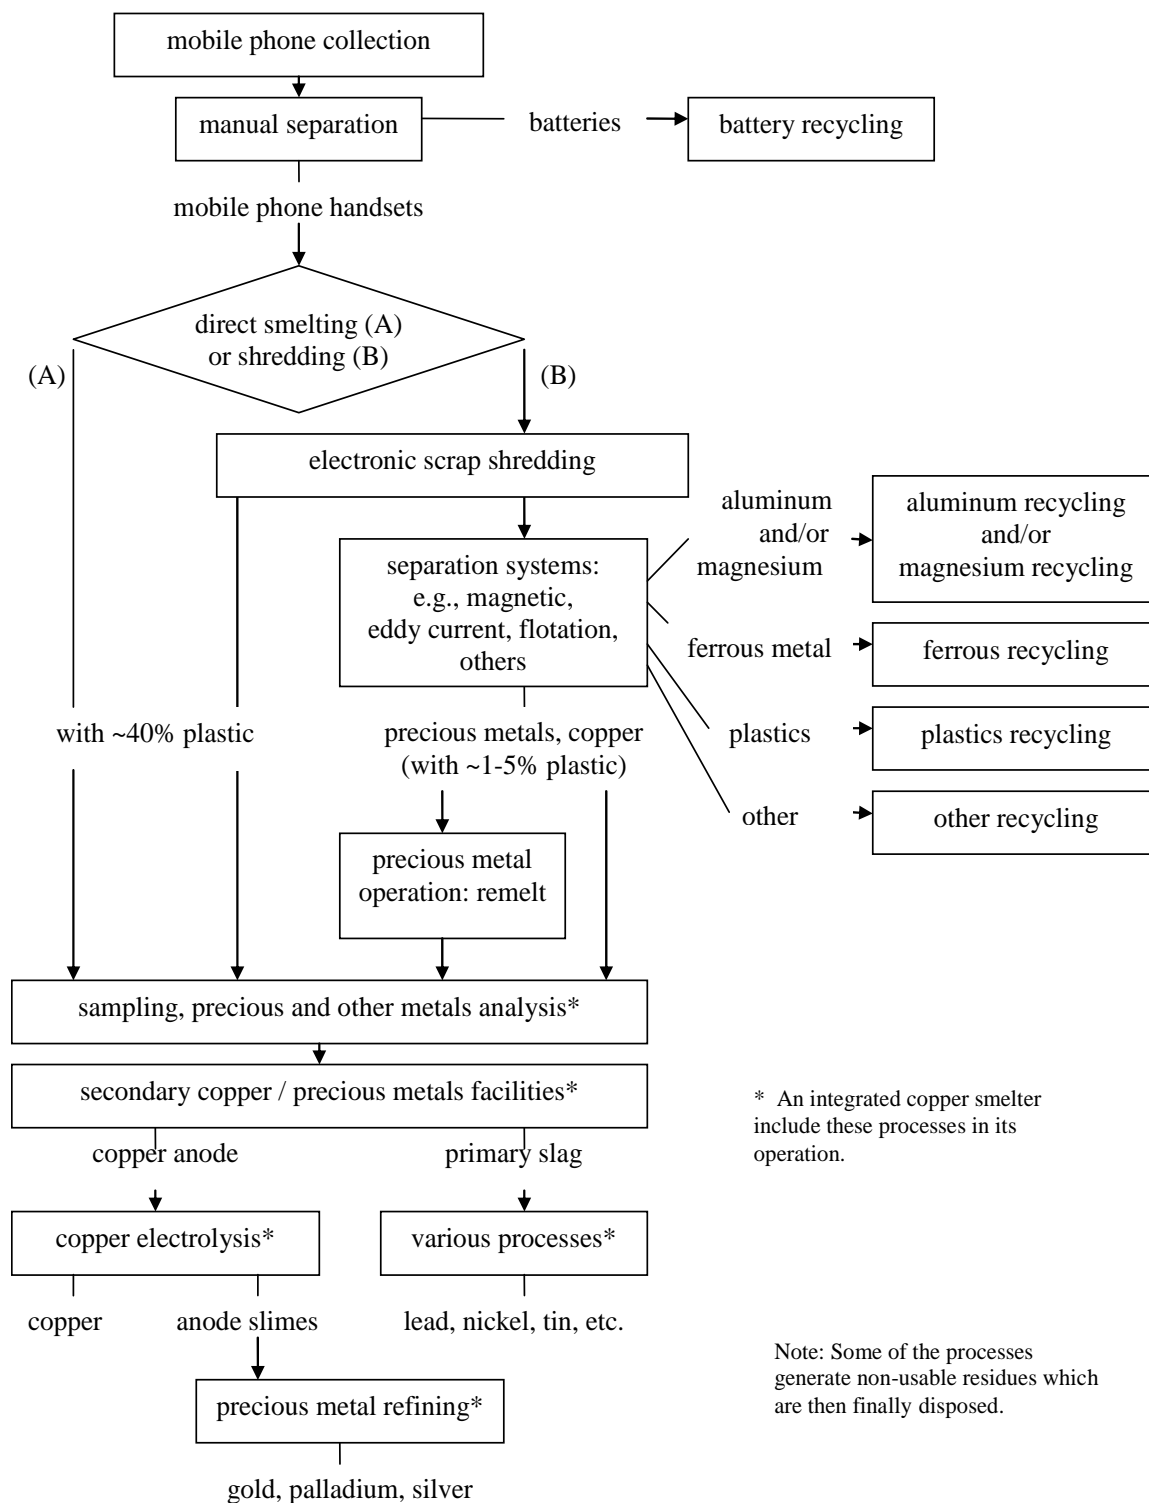 mobile phone collection
manual separation
batteries
battery recycling
mobile phone handsets
direct smelting (A)
or shredding (B)
(A)
(B)
electronic scrap shredding
aluminum
and/or
magnesium
aluminum recycling
and/or
magnesium recycling
separation systems:
e.g., magnetic,
eddy current, flotation,
others
ferrous metal
ferrous recycling
with ~40% plastic
precious metals, copper
(with ~1-5% plastic)
plastics
plastics recycling
other
other recycling
precious metal
operation: remelt
sampling, precious and other metals analysis*
secondary copper / precious metals facilities*
* An integrated copper smelter
include these processes in its
operation.
copper anode
primary slag
copper electrolysis*
various processes*
copper
anode slimes
lead, nickel, tin, etc.
Note: Some of the processes
generate non-usable residues which
are then finally disposed.
precious metal refining*
gold, palladium, silver